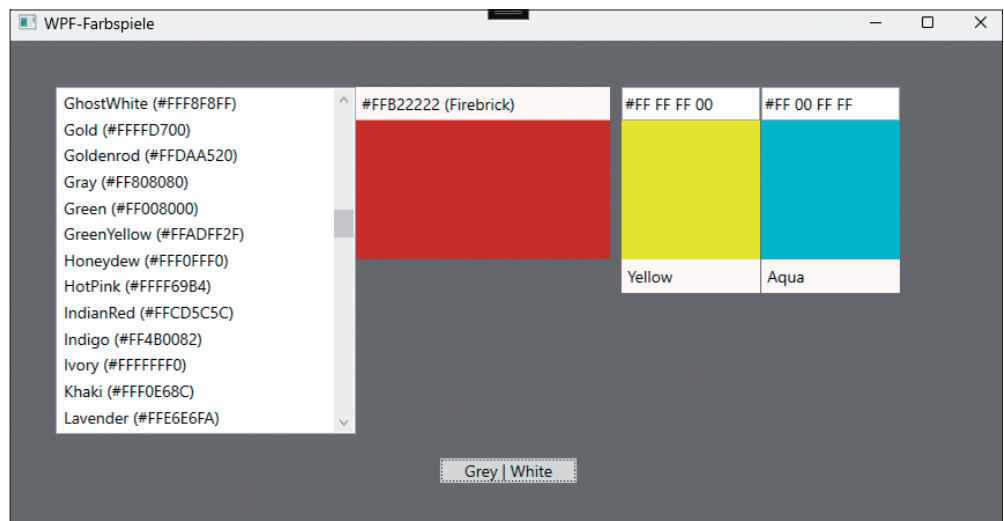 WPF-Farbspiele
GhostWhite (#FFF8F8FF)
Gold (#FFFFD700)
Goldenrod (#FFDAA520)
Gray (#FF808080)
Green (#FF008000)
GreenYellow (#FFADFF2F)
Honeydew (#FFF0FFF0)
HotPink (#FFFF69B4)
IndianRed (#FFCD5C5C)
Indigo (#FF4B0082)
Ivory (#FFFFFFF0)
Khaki (#FFF0E68C)
Lavender (#FFE6E6FA)
#FFB22222 (Firebrick)
#FF FF FF 00
#FF 00 FF FF
Yellow
Aqua
Grey | White